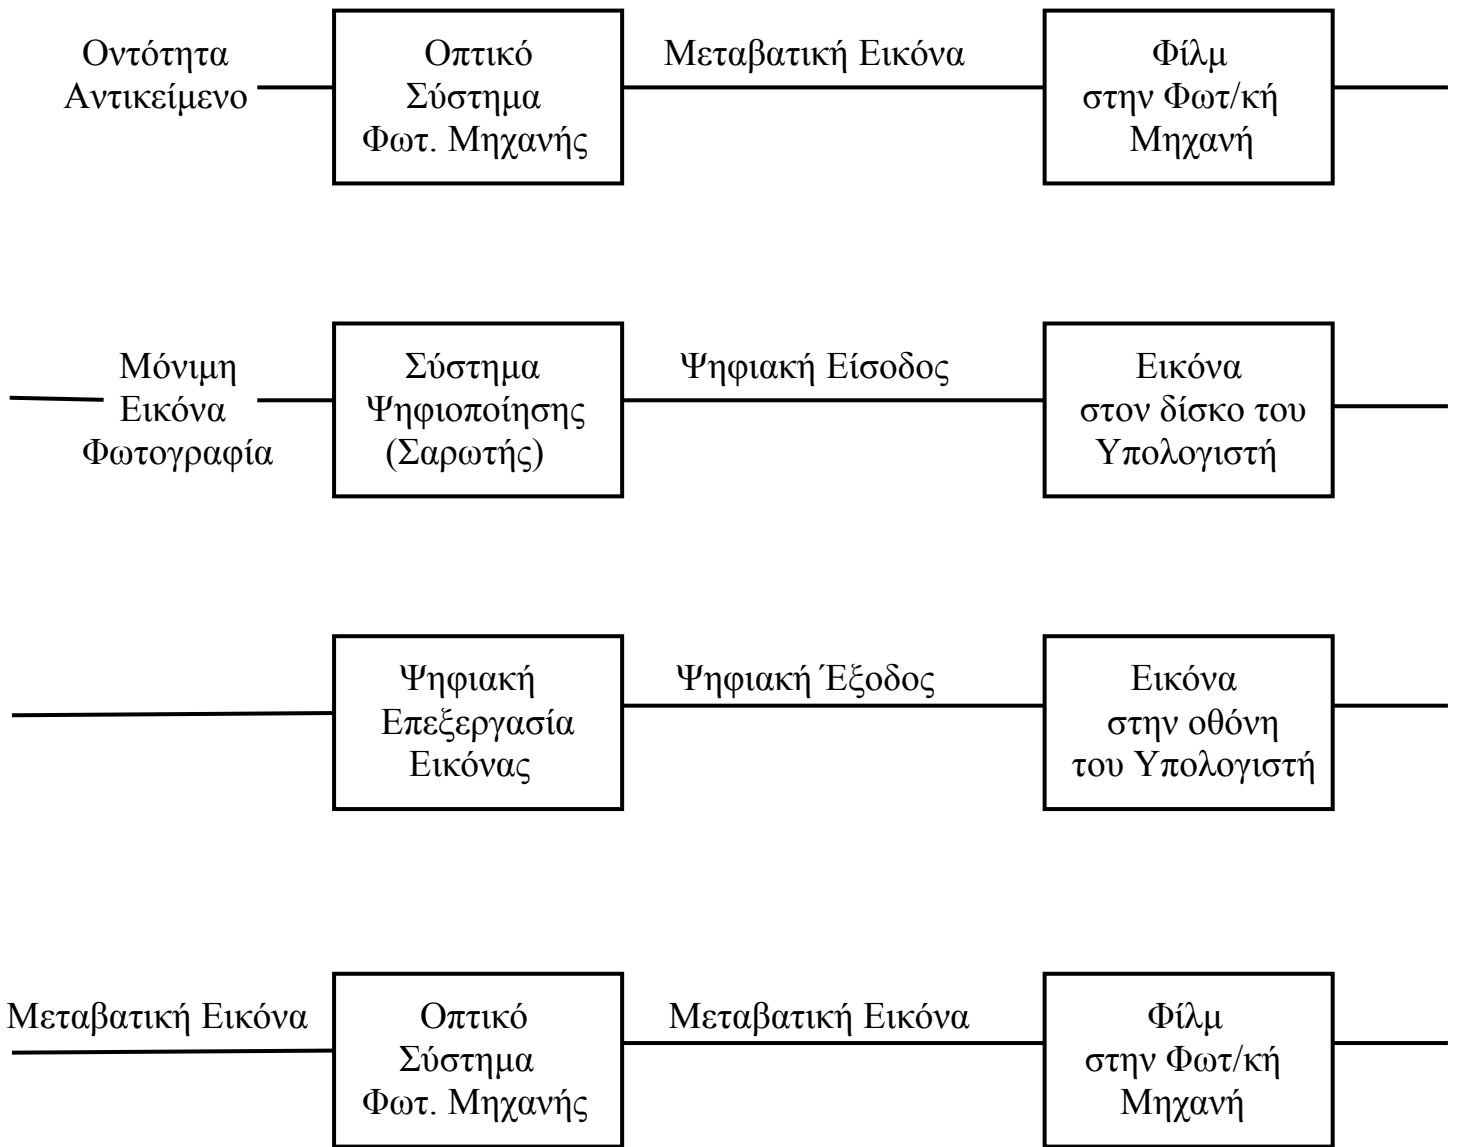 Οντότητα
Αντικείμενο
Οπτικό
Σύστημα
Φωτ. Μηχανής
Μεταβατική Εικόνα
Φίλμ
στην Φωτ/κή
Μηχανή
Μόνιμη
Εικόνα
Φωτογραφία
Σύστημα
Ψηφιοποίησης
(Σαρωτής)
Ψηφιακή Είσοδος
Εικόνα
στον δίσκο του
Υπολογιστή
Ψηφιακή
Επεξεργασία
Εικόνας
Ψηφιακή Έξοδος
Εικόνα
στην οθόνη
του Υπολογιστή
Μεταβατική Εικόνα
Οπτικό
Σύστημα
Φωτ. Μηχανής
Μεταβατική Εικόνα
Φίλμ
στην Φωτ/κή
Μηχανή